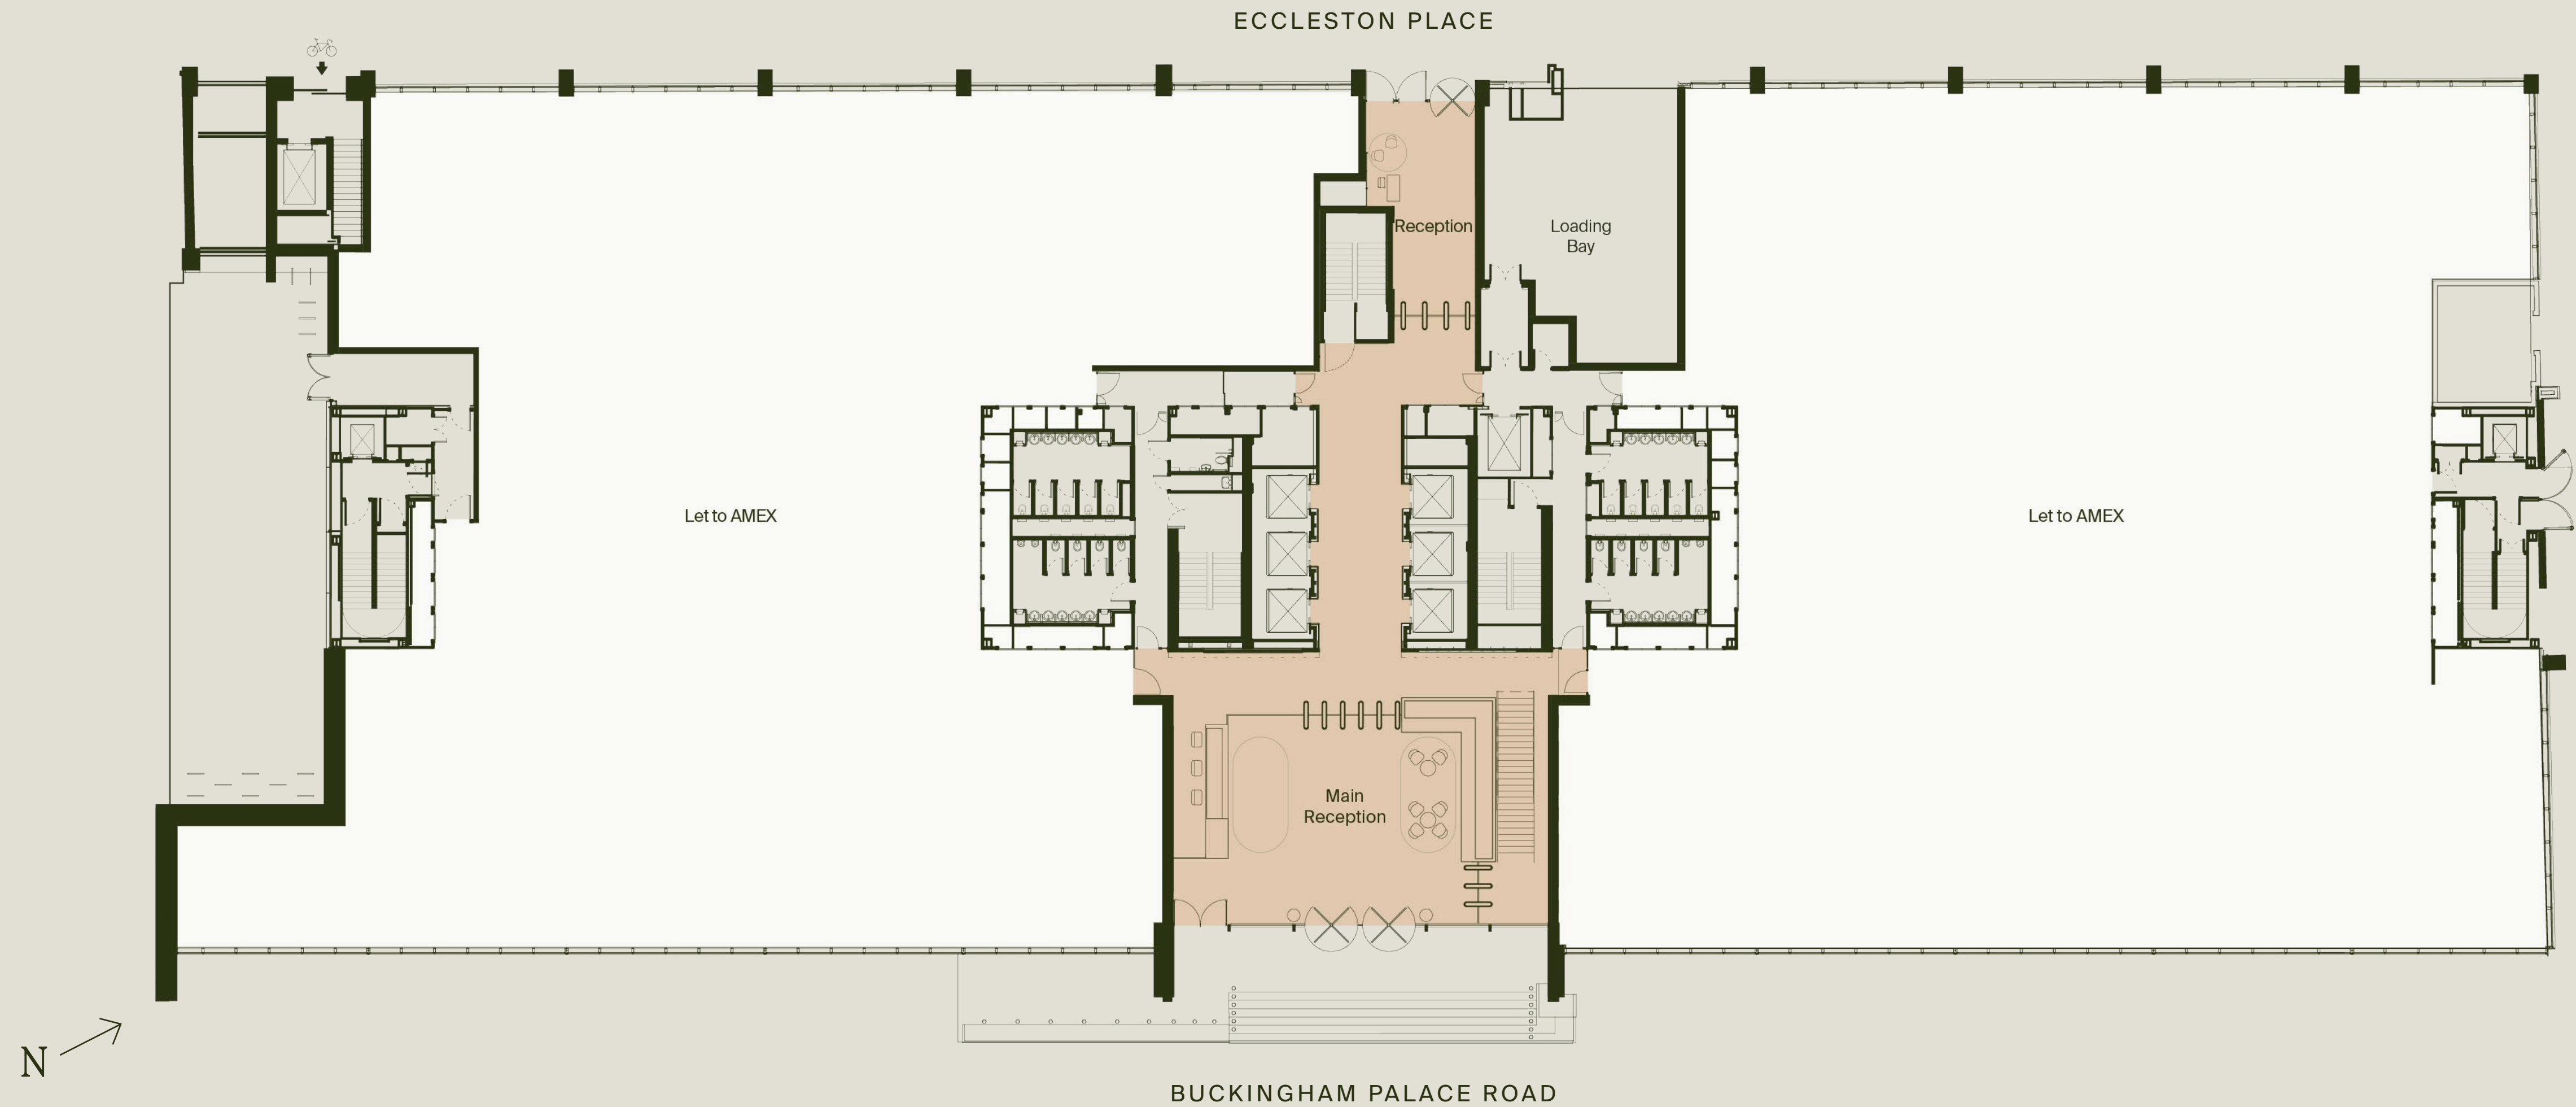 ECCLESTON PLACE
Reception
Loading
Bay
Let to AMEX
Let to AMEX
Main
Reception
N
BUCKINGHAM PALACE ROAD